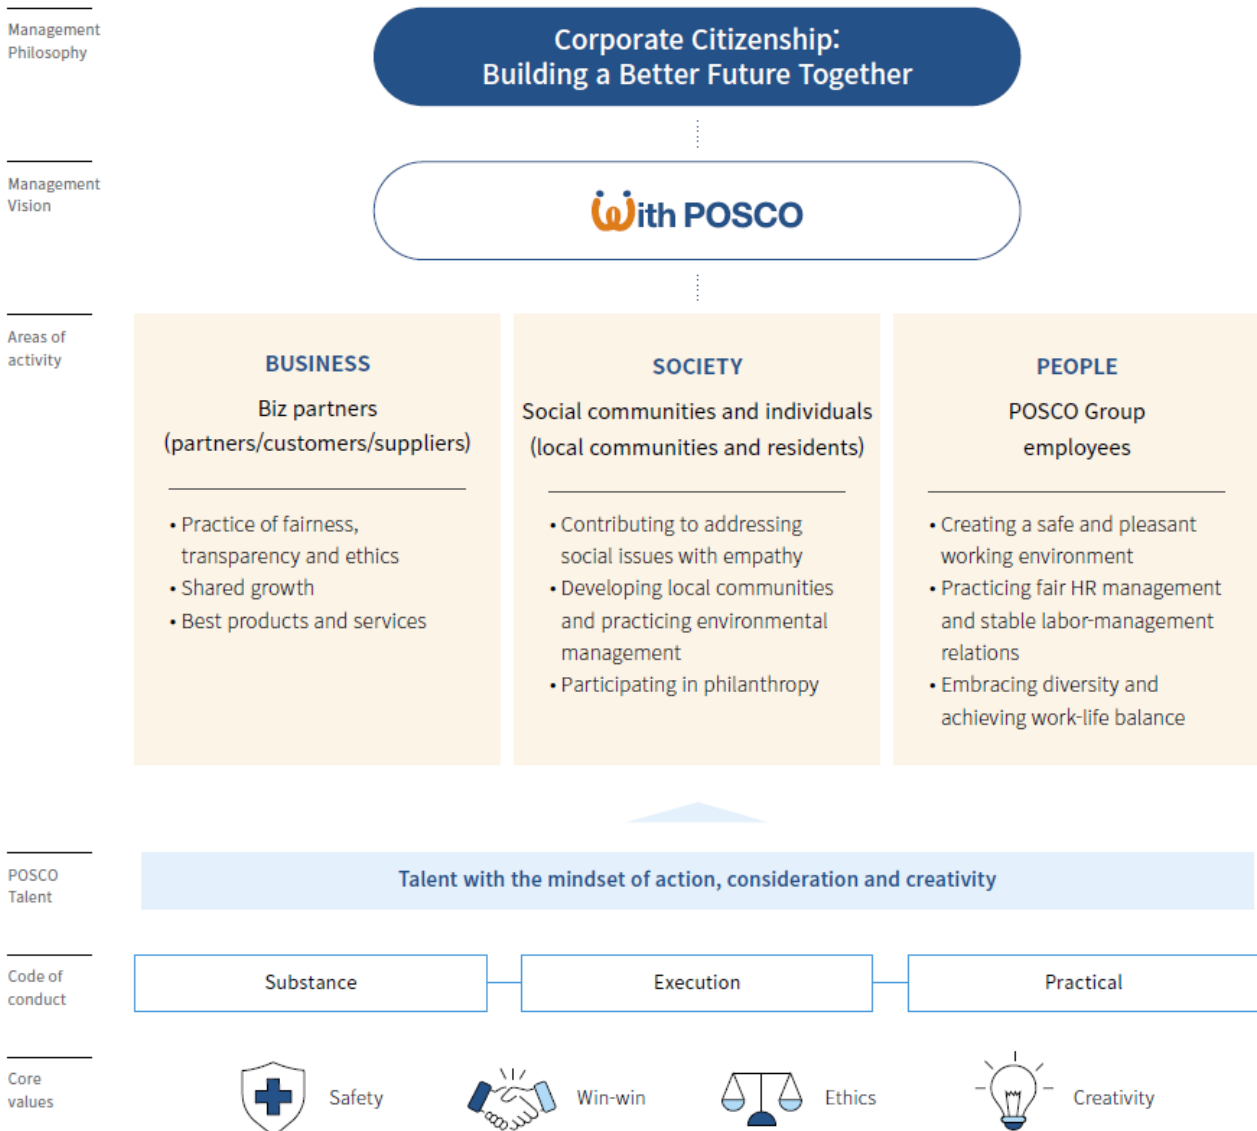 Management
Philosophy
Corporate Citizenship:
Building a Better Future Together
Management
Vision
With POSCO
Areas of
activity
BUSINESS
Biz partners
(partners/customers/suppliers)
• Practice of fairness,
transparency and ethics
• Shared growth
• Best products and services
SOCIETY
Social communities and individuals
(local communities and residents)
• Contributing to addressing
social issues with empathy
• Developing local communities
and practicing environmental
management
• Participating in philanthropy
PEOPLE
POSCO Group
employees
• Creating a safe and pleasant
working environment
• Practicing fair HR management
and stable labor-management
relations
• Embracing diversity and
achieving work-life balance
POSCO
Talent
Talent with the mindset of action, consideration and creativity
Code of
conduct
Substance
Execution
Practical
Core
values
Safety
Win-win
Ethics
Creativity